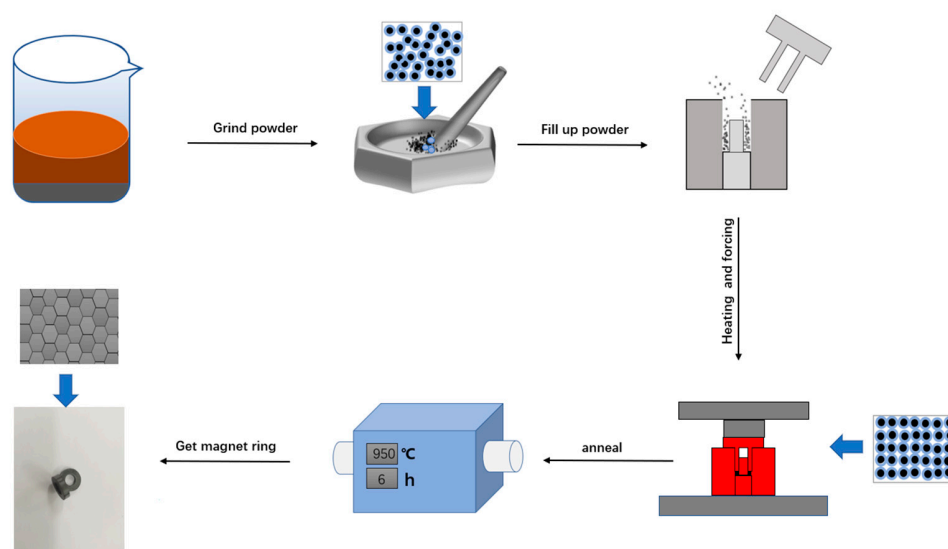 Grind powder
Fill up powder
Heating and forcing
anneal
950 ℃
6 h
Get magnet ring